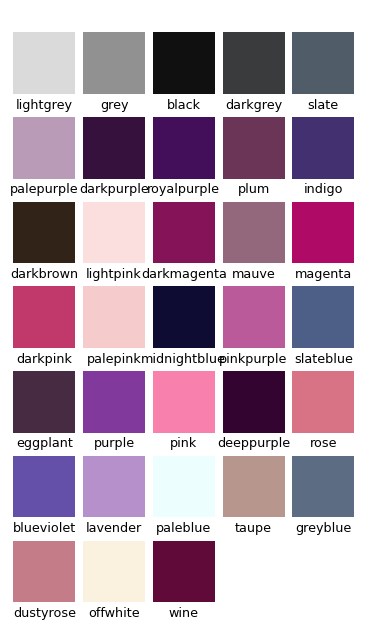 lightgrey grey black darkgrey slate
palepurple darkpurple royalpurple plum indigo
darkbrown lightpink darkmagenta mauve magenta
darkpink palepink midnightblue pinkpurple slateblue
eggplant purple pink deeppurple rose
blueviolet lavender paleblue taupe greyblue
dustyrose offwhite wine